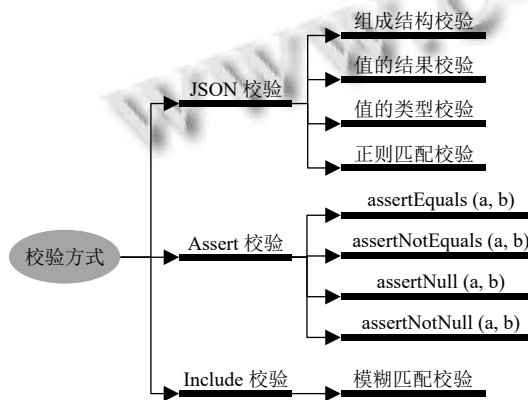 组成结构校验
值的结果校验
JSON 校验
值的类型校验
正则匹配校验
assertEquals (a, b)
校验方式
Assert 校验
assertNotEquals (a, b)
assertNull (a, b)
assertNotNull (a, b)
Include 校验
模糊匹配校验